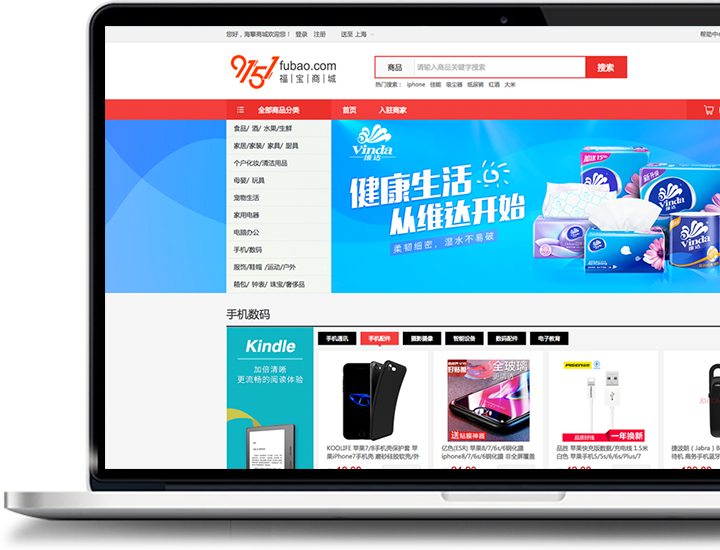 您好，海擎商城欢迎您！ 登录 注册 送至 上海
帮助中
9151 fubao.com
福|宝|商|城
商品 请输入商品关键字搜索 搜索
热门搜索： iphone 佳能 吸尘器 纸尿裤 红酒 大米
全部商品分类 首页 入驻商家
食品/ 酒/ 水果/生鲜
家居/家装/ 家具/ 厨具
个户化妆/清洁用品
母婴/ 玩具
宠物生活
家用电器
电脑办公
手机/数码
服饰/鞋帽 /运动/户外
箱包/ 钟表/ 珠宝/奢侈品
Vinda
维达
健康生活
从维达开始
柔韧细密，湿水不易破
Vinda
Vinda
Vinda
手机数码
Kindle
加倍清晰
更流畅的阅读体验
手机通讯 手机配件 摄影摄像 智能设备 数码配件 电子教育
好贴膜
全玻璃
送贴膜神器
PISEN
品质好线 一年换新
KOOLIFE 苹果7/8手机壳保护套 苹
果iPhone7手机壳 磨砂硅胶软壳/外
亿色(ESR) 苹果8/7/6s/6钢化膜
iphone8/7/6s/6钢化膜 非全屏覆盖
品胜 苹果快充版数据/充电线 1.5米
白色 苹果手机5/5s/6/6s/Plus/7
捷波朗（Jabra）B
待机 商务手机蓝牙